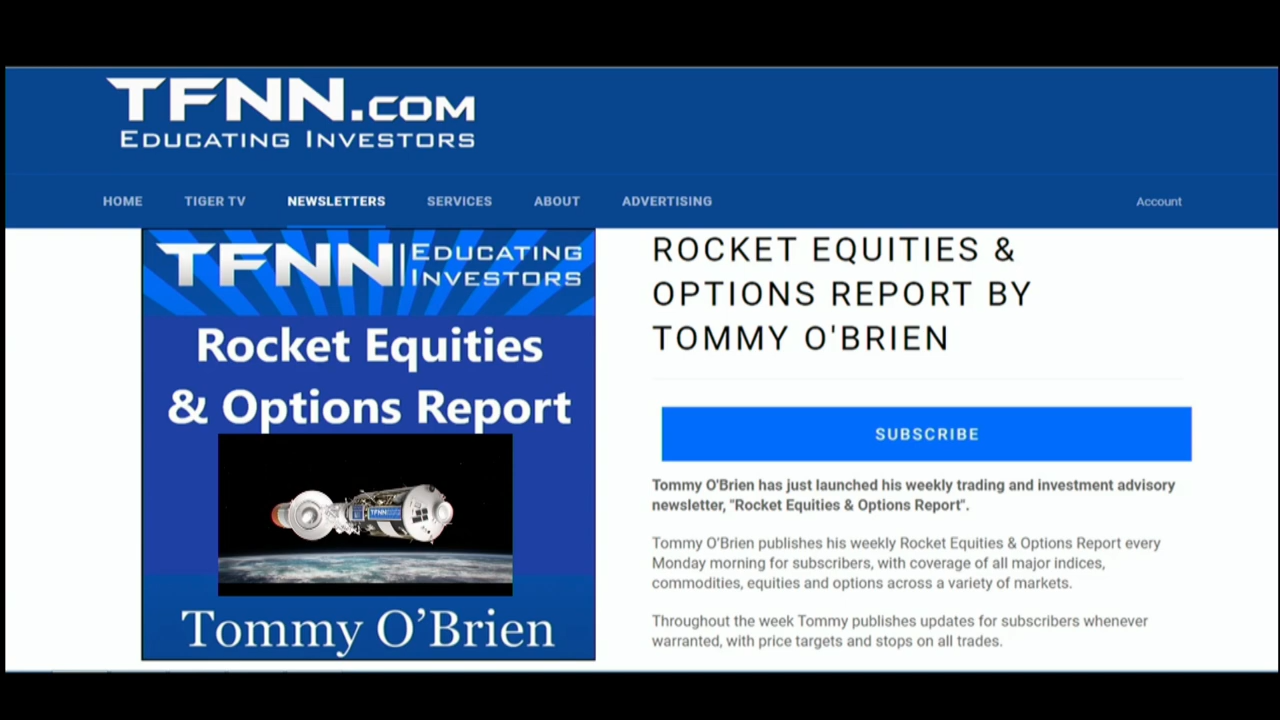 TFNN.COM
EDUCATING INVESTORS
HOME TIGER TV NEWSLETTERS SERVICES ABOUT ADVERTISING Account
TFNN EDUCATING
INVESTORS
Rocket Equities
& Options Report
TFNN
Tommy O’Brien
ROCKET EQUITIES &
OPTIONS REPORT BY
TOMMY O'BRIEN
SUBSCRIBE
Tommy O'Brien has just launched his weekly trading and investment advisory
newsletter, "Rocket Equities & Options Report".
Tommy O’Brien publishes his weekly Rocket Equities & Options Report every
Monday morning for subscribers, with coverage of all major indices,
commodities, equities and options across a variety of markets.
Throughout the week Tommy publishes updates for subscribers whenever
warranted, with price targets and stops on all trades.